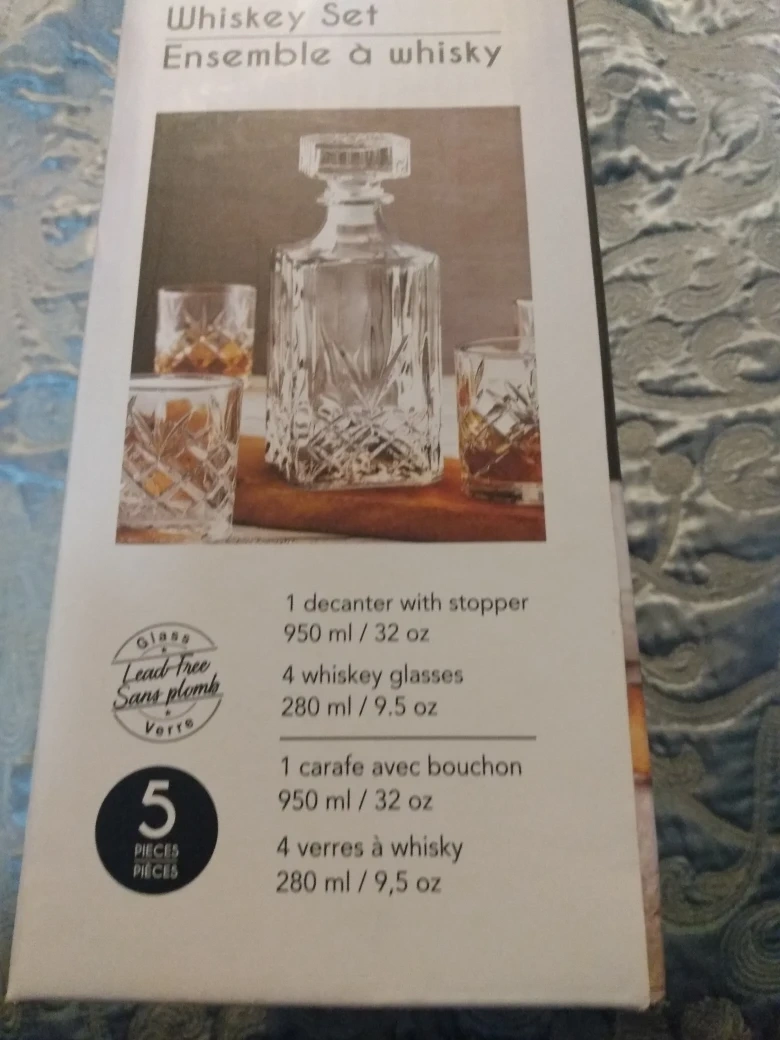 Whiskey Set
Ensemble à whisky
1 decanter with stopper
950 ml / 32 oz
4 whiskey glasses
280 ml / 9.5 oz
Glass
Lead-Free
Sans plomb
Verre
1 carafe avec bouchon
950 ml / 32 oz
4 verres à whisky
280 ml / 9,5 oz
5
PIECES
PIÈCES